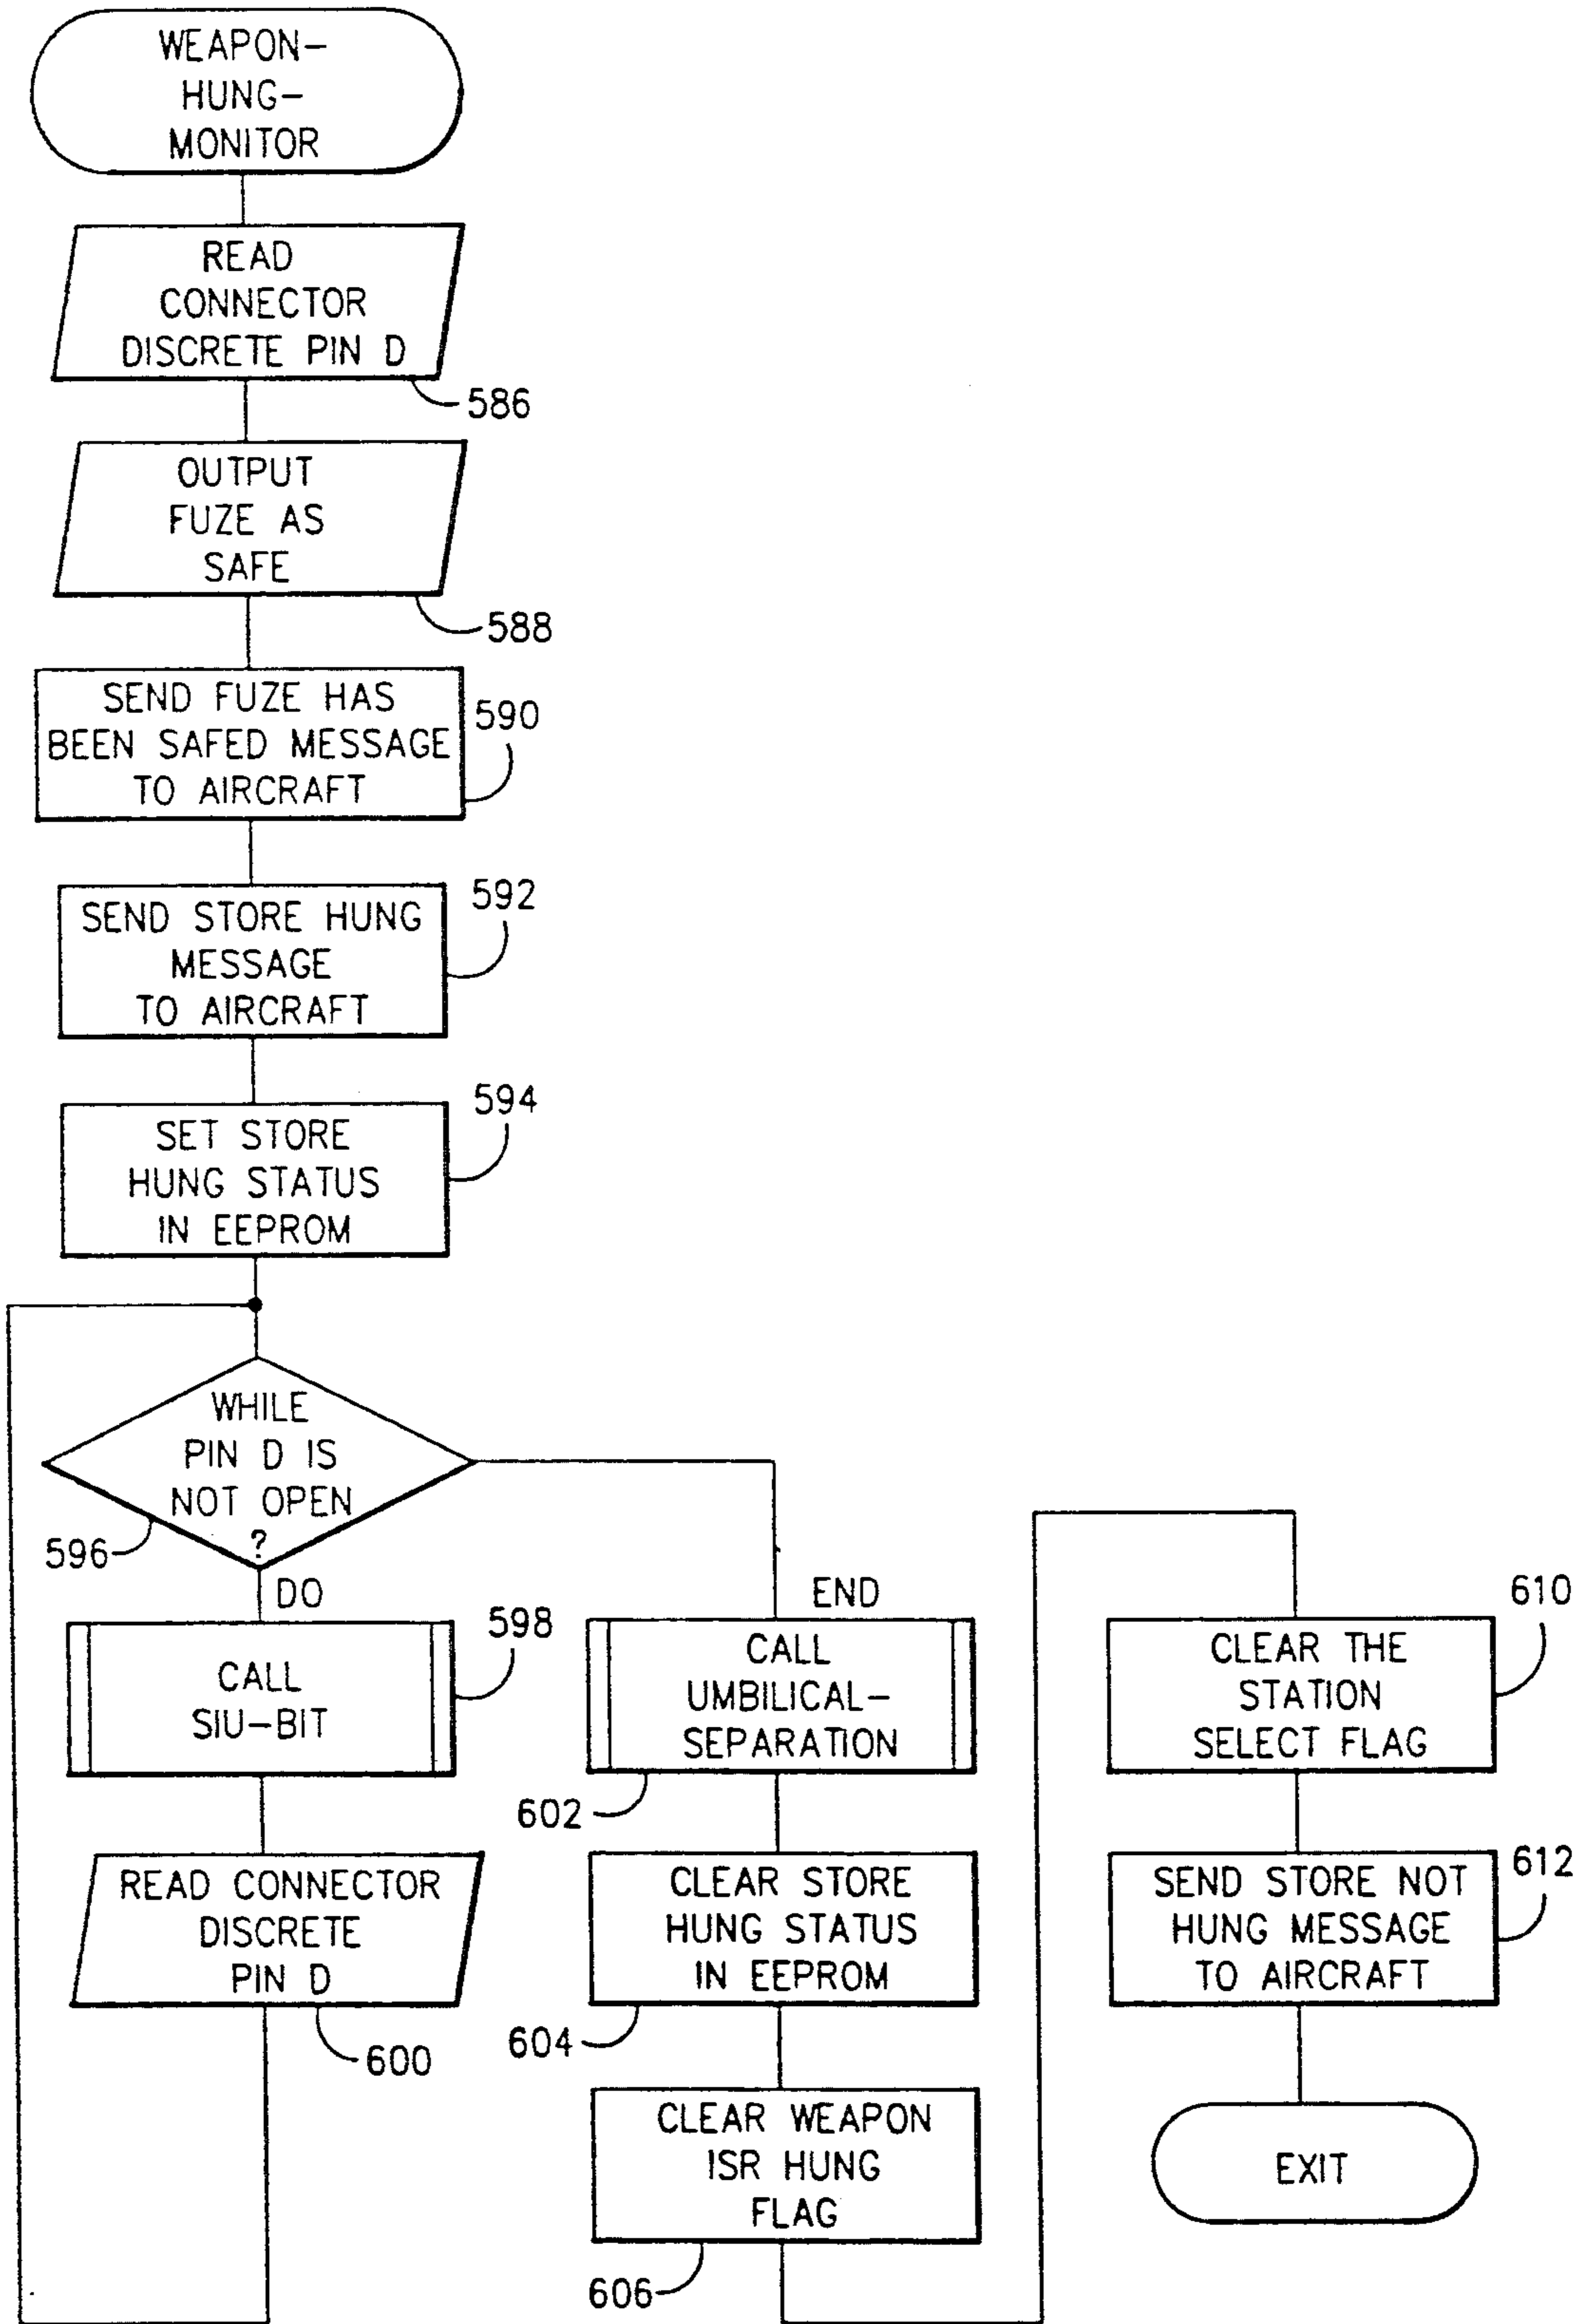 WEAPON-
HUNG-
MONITOR
READ
CONNECTOR
DISCRETE PIN D
586
OUTPUT
FUZE AS
SAFE
588
SEND FUZE HAS
BEEN SAFED MESSAGE
TO AIRCRAFT
590
SEND STORE HUNG
MESSAGE
TO AIRCRAFT
592
SET STORE
HUNG STATUS
IN EEPROM
594
WHILE
PIN D IS
NOT OPEN
?
596
DO
CALL
SIU-BIT
598
READ CONNECTOR
DISCRETE
PIN D
600
END
CALL
UMBILICAL-
SEPARATION
602
CLEAR STORE
HUNG STATUS
IN EEPROM
604
CLEAR WEAPON
ISR HUNG
FLAG
606
CLEAR THE
STATION
SELECT FLAG
610
SEND STORE NOT
HUNG MESSAGE
TO AIRCRAFT
612
EXIT